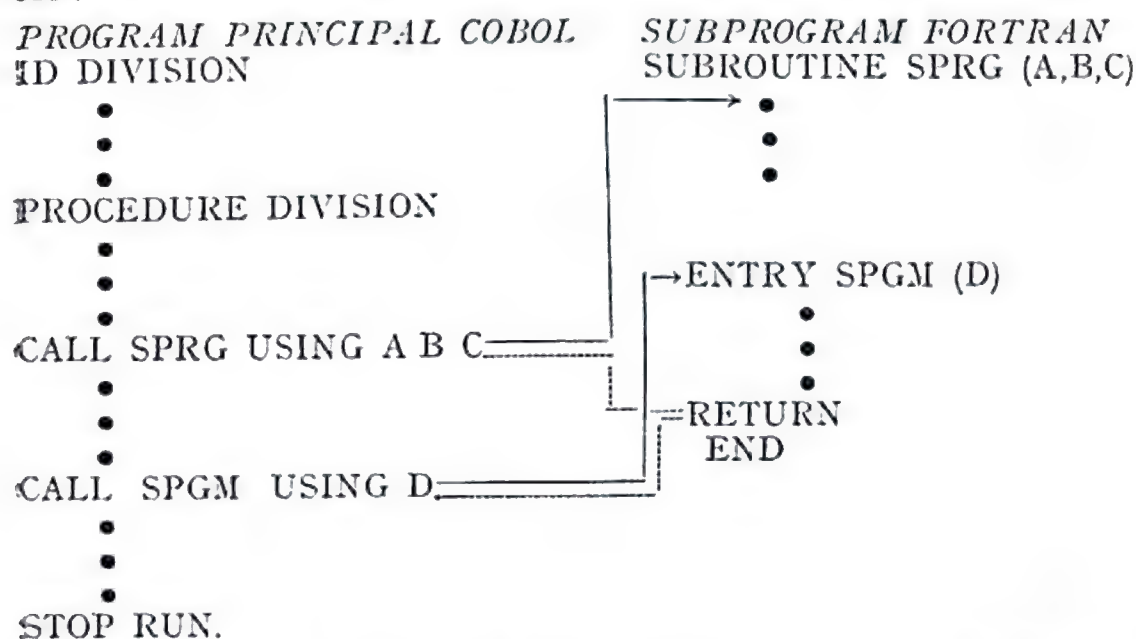 PROGRAM PRINCIPAL COBOL
ID DIVISION
PROCEDURE DIVISION
CALL SPRG USING A B C
CALL SPGM USING D
STOP RUN.
SUBPROGRAM FORTRAN
SUBROUTINE SPRG (A,B,C)
ENTRY SPGM (D)
RETURN
END